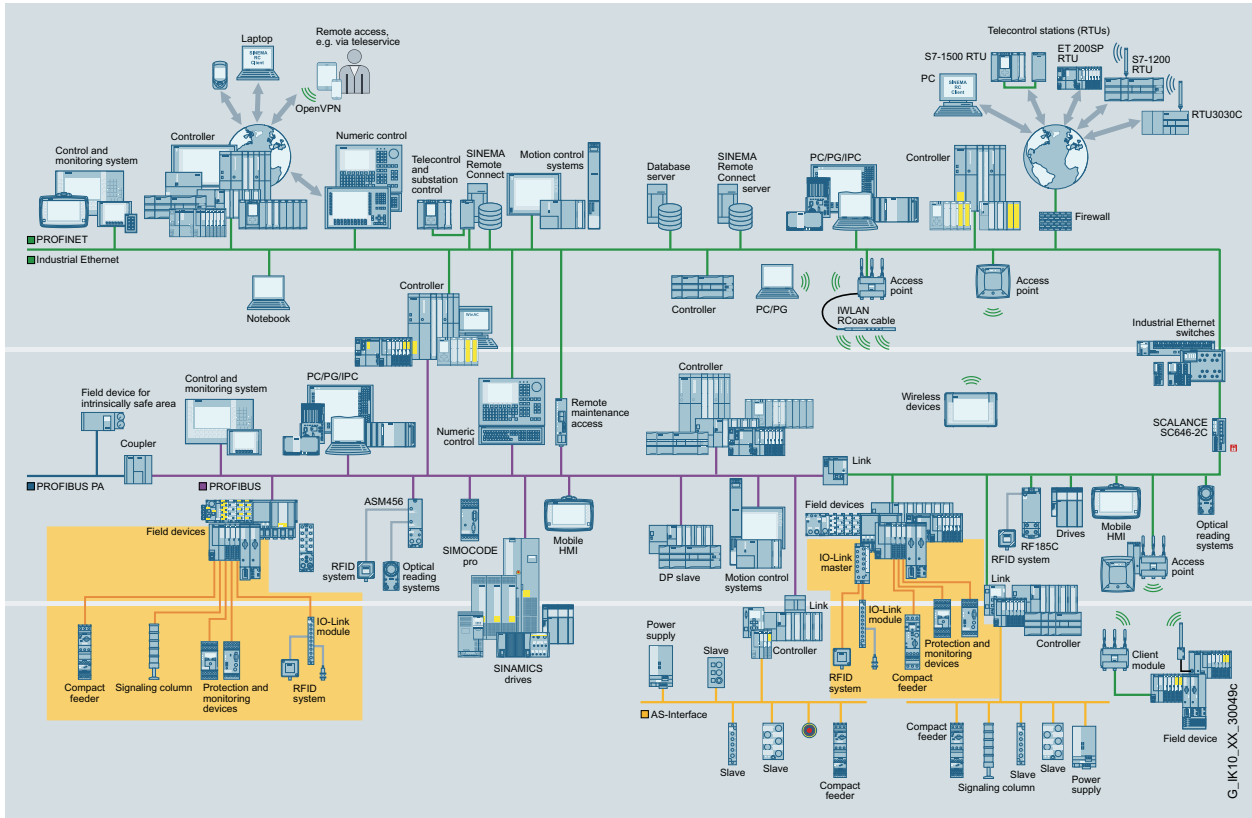 Laptop
Remote access,
e.g. via teleservice
SINEMA
RC
Client
OpenVPN
Telecontrol stations (RTUs)
S7-1500 RTU
ET 200SP
RTU
S7-1200
RTU
PC
SINEMA
RC
Client
RTU3030C
Control and
monitoring system
Controller
Numeric control
Telecontrol
and
substation
control
SINEMA
Remote
Connect
Motion control
systems
Database
server
SINEMA
Remote
Connect
server
PC/PG/IPC
Controller
Firewall
PROFINET
Industrial Ethernet
Notebook
Controller
WinAC
Controller
PC/PG
Access
point
IWLAN
RCoax cable
Access
point
Industrial Ethernet
switches
Field device for
intrinsically safe area
Control and
monitoring system
PC/PG/IPC
Numeric
control
Remote
maintenance
access
Controller
Wireless
devices
SCALANCE
SC646-2C
Coupler
Link
PROFIBUS PA
PROFIBUS
Field devices
ASM456
RFID
system
Optical
reading
systems
SIMOCODE
pro
Mobile
HMI
SINAMICS
drives
DP slave
Motion control
systems
Field devices
IO-Link
master
RF185C
RFID system
Drives
Mobile
HMI
Optical
reading systems
Access
point
Link
Link
IO-Link
module
Compact
feeder
Signaling column
Protection and
monitoring
devices
RFID
system
Power
supply
Slave
Controller
IO-Link
module
Protection and
monitoring
devices
RFID
system
Compact
feeder
Controller
Client
module
AS-Interface
Slave
Slave
Compact
feeder
Compact
feeder
Signaling column
Slave
Slave
Power
supply
Field device
G_IK10_XX_30049c